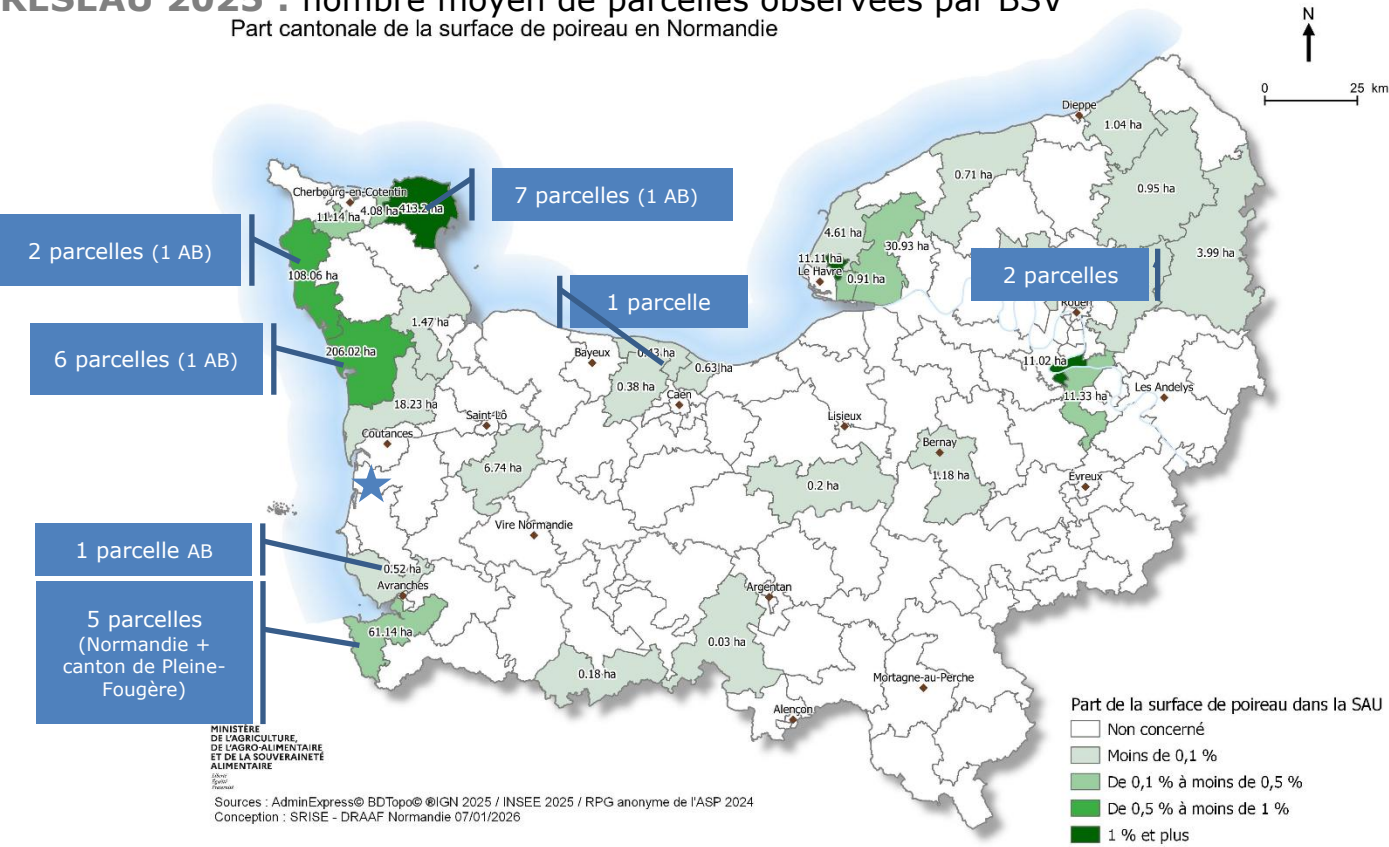 RESEAU 2025 : nombre moyen de parcelles observées par BSV
Part cantonale de la surface de poireau en Normandie
N
0 25 km
Dieppe
1.04 ha
0.71 ha
0.95 ha
7 parcelles (1 AB)
Cherbourg-en-Cotentin
11.14 ha
4.08 ha
413.2 ha
4.61 ha
30.93 ha
3.99 ha
2 parcelles (1 AB)
108.06 ha
11.11 ha
Le Havre
0.91 ha
2 parcelles
1 parcelle
Rouen
1.47 ha
6 parcelles (1 AB)
206.02 ha
Bayeux
0.43 ha
0.63 ha
0.38 ha
Caen
11.02 ha
Les Andelys
11.33 ha
18.23 ha
Saint-Lô
Lisieux
Coutances
Bernay
6.74 ha
1.18 ha
0.2 ha
Évreux
Vire Normandie
1 parcelle AB
0.52 ha
Avranches
Argentan
5 parcelles
(Normandie +
canton de Pleine-
Fougère)
61.14 ha
0.03 ha
0.18 ha
Mortagne-au-Perche
Alençon
MINISTÈRE
DE L'AGRICULTURE,
DE L'AGRO-ALIMENTAIRE
ET DE LA SOUVERAINETÉ
ALIMENTAIRE
Liberté
Égalité
Fraternité
Sources : AdminExpress© BDTopo© ®IGN 2025 / INSEE 2025 / RPG anonyme de l'ASP 2024
Conception : SRISE - DRAAF Normandie 07/01/2026
Part de la surface de poireau dans la SAU
Non concerné
Moins de 0,1 %
De 0,1 % à moins de 0,5 %
De 0,5 % à moins de 1 %
1 % et plus